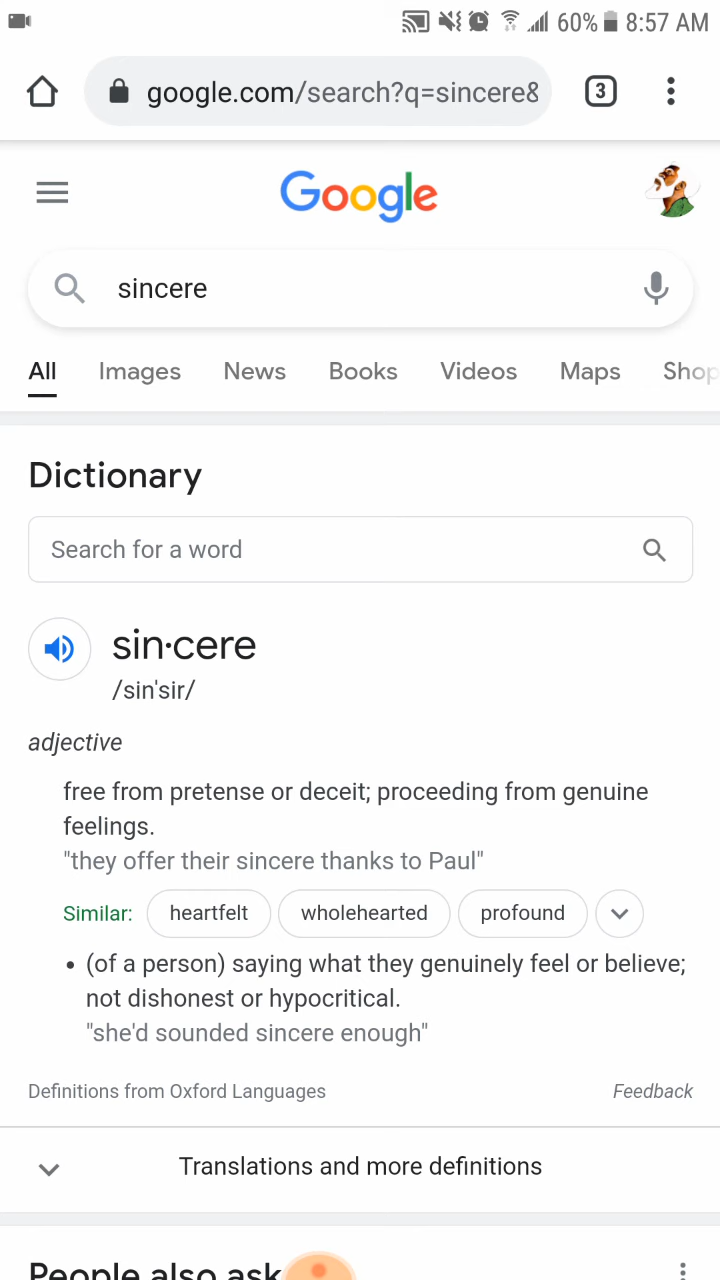 60% 8:57 AM
google.com/search?q=sincere&
3
Google
sincere
All Images News Books Videos Maps Shop
Dictionary
Search for a word
sin·cere
/sin'sir/
adjective
free from pretense or deceit; proceeding from genuine
feelings.
"they offer their sincere thanks to Paul"
Similar: heartfelt wholehearted profound
• (of a person) saying what they genuinely feel or believe;
not dishonest or hypocritical.
"she'd sounded sincere enough"
Definitions from Oxford Languages Feedback
Translations and more definitions
People also ask